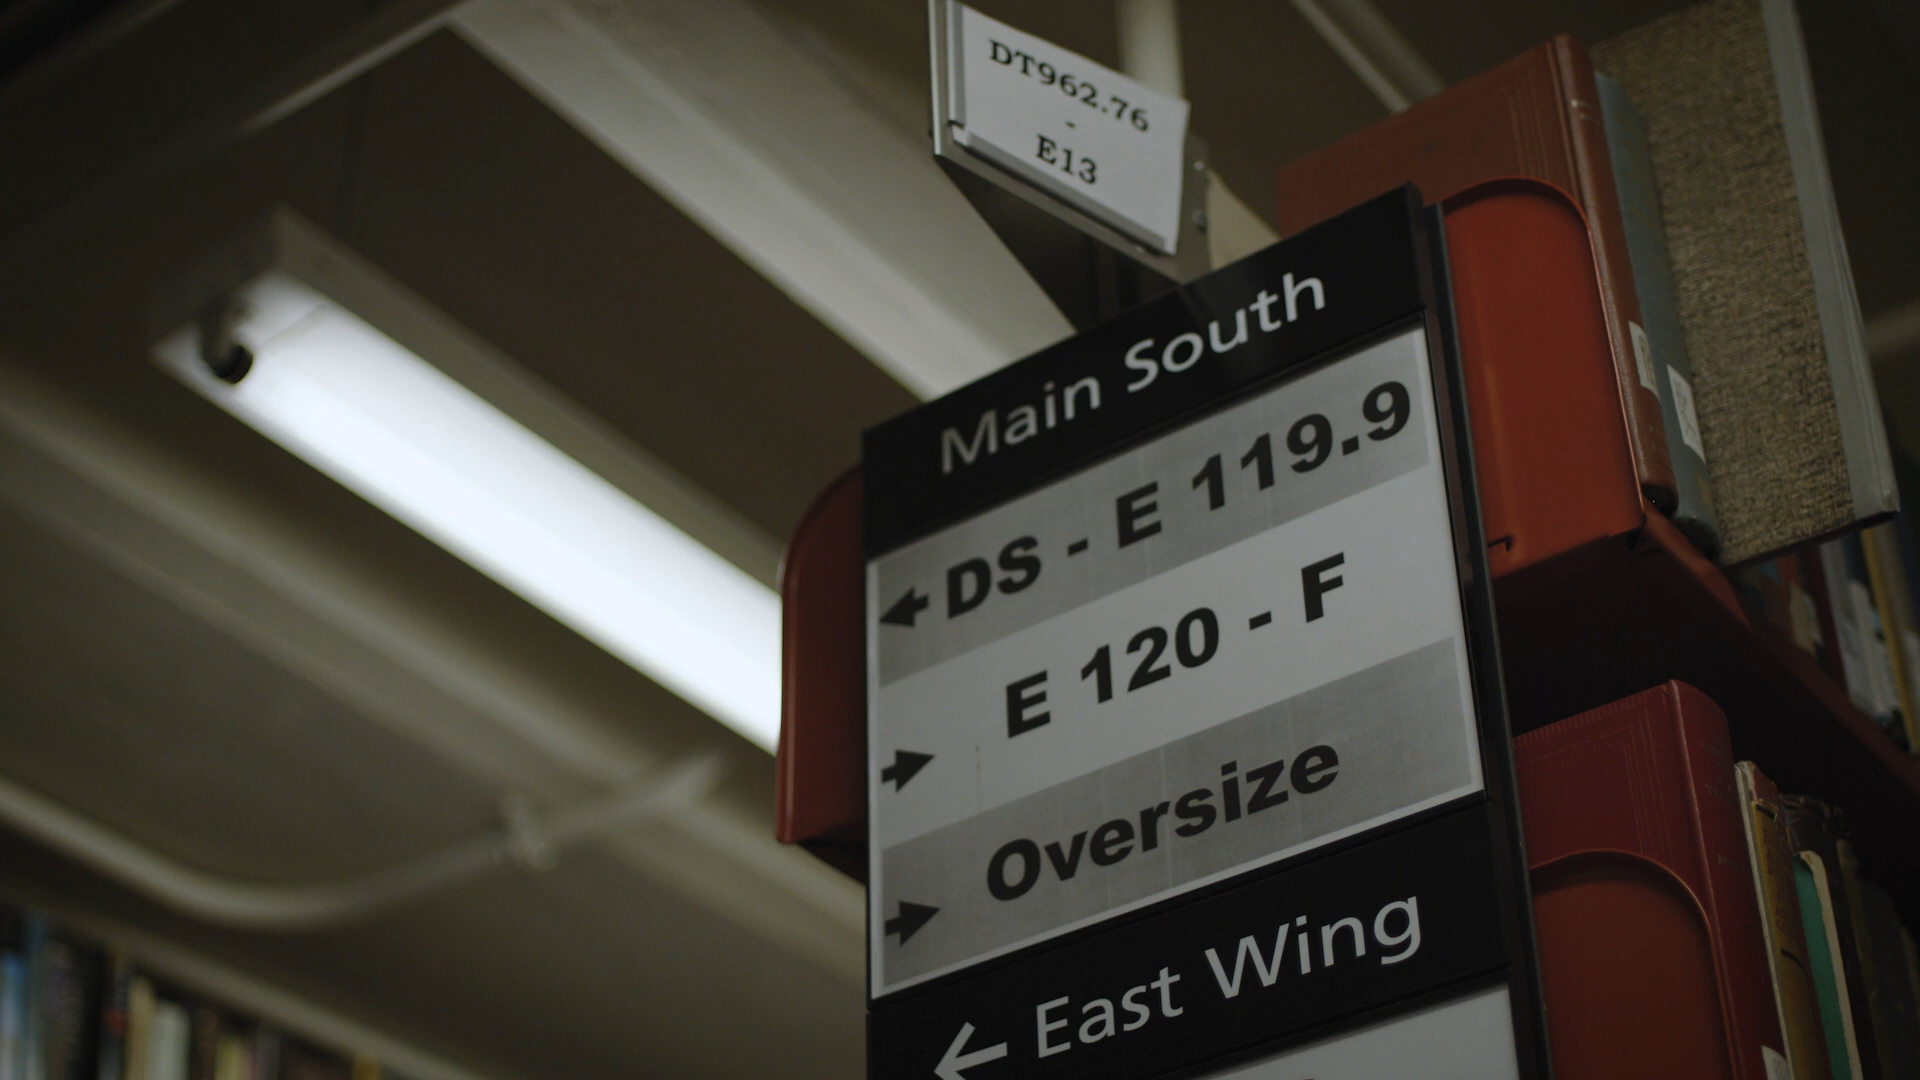 DT962.76
-
E13
Main South
← DS - E 119.9
→ E 120 - F
→ Oversize
← East Wing